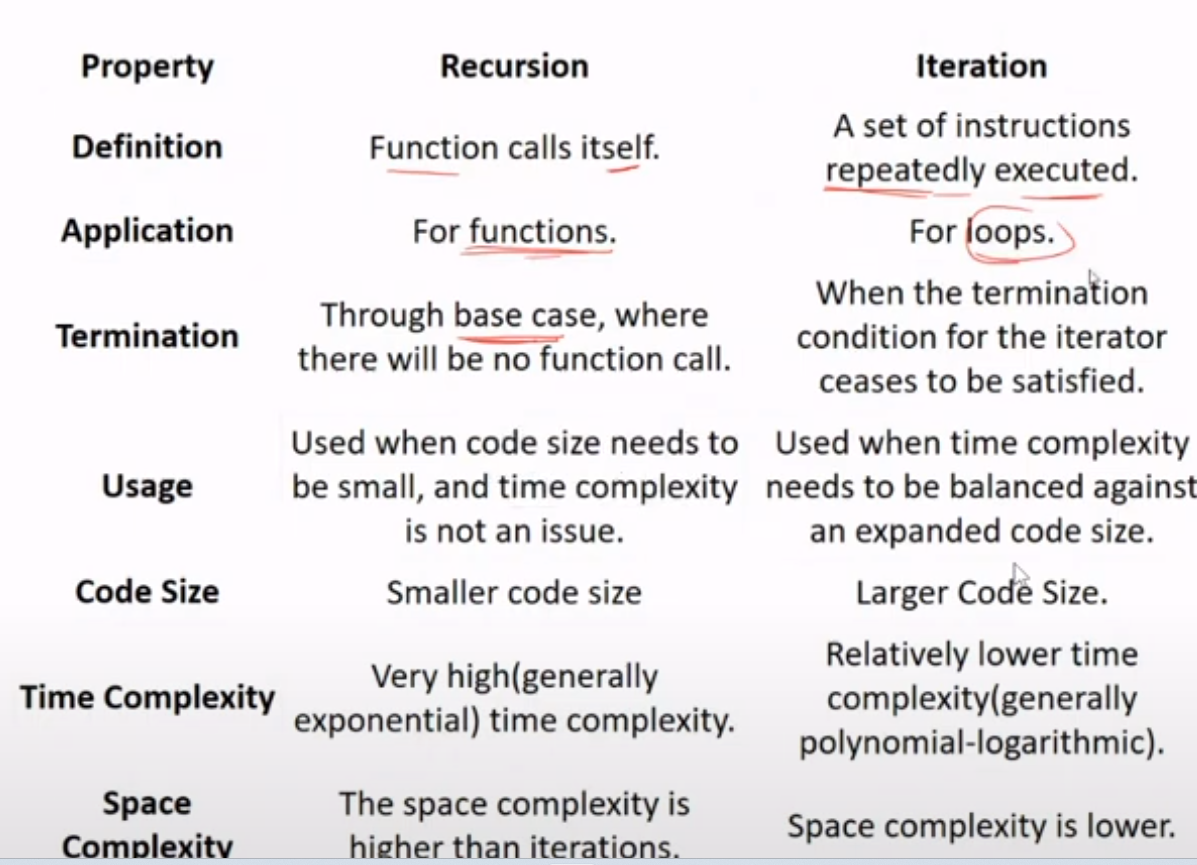 Property Recursion Iteration
Definition Function calls itself. A set of instructions
repeatedly executed.
Application For functions. For loops.
Termination Through base case, where
there will be no function call. When the termination
condition for the iterator
ceases to be satisfied.
Usage Used when code size needs to
be small, and time complexity
is not an issue. Used when time complexity
needs to be balanced against
an expanded code size.
Code Size Smaller code size Larger Code Size.
Time Complexity Very high(generally
exponential) time complexity. Relatively lower time
complexity(generally
polynomial-logarithmic).
Space
Complexity The space complexity is
higher than iterations. Space complexity is lower.